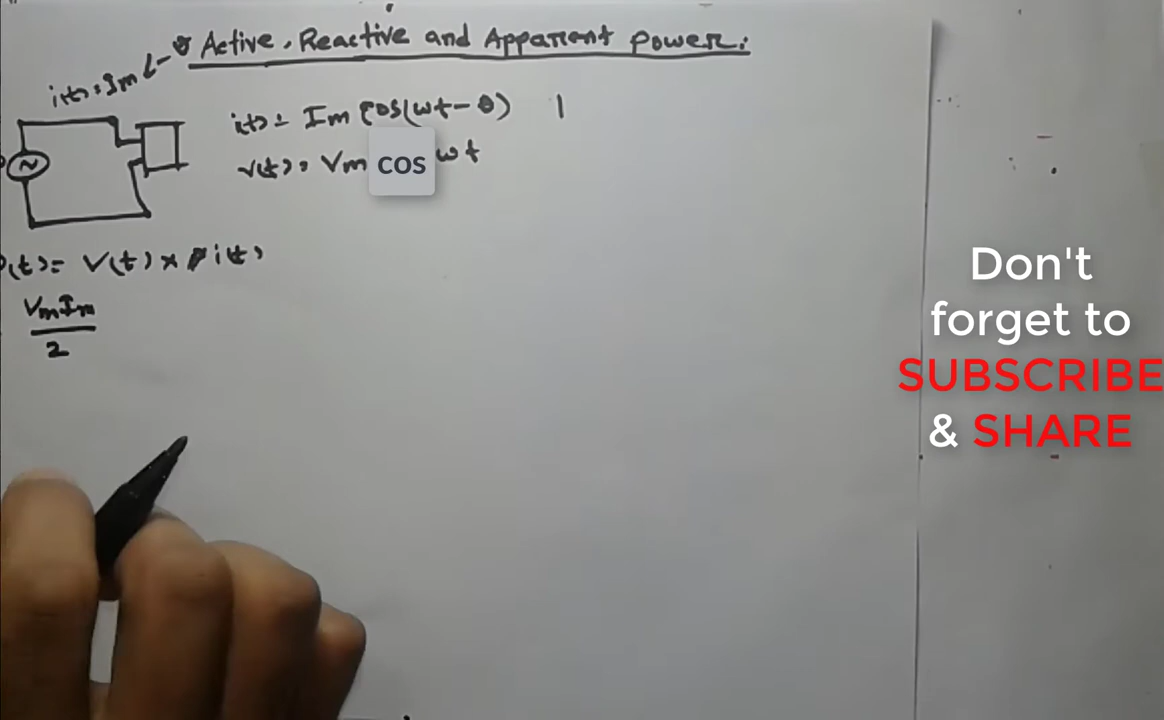 Active, Reactive and Apparent power:
i(t) = Im∠-θ
i(t) = Im cos(ωt - θ) |
v(t) = Vm cos ωt
(t) = V(t) × i(t)
VmIm
2
Don't
forget to
SUBSCRIBE
& SHARE